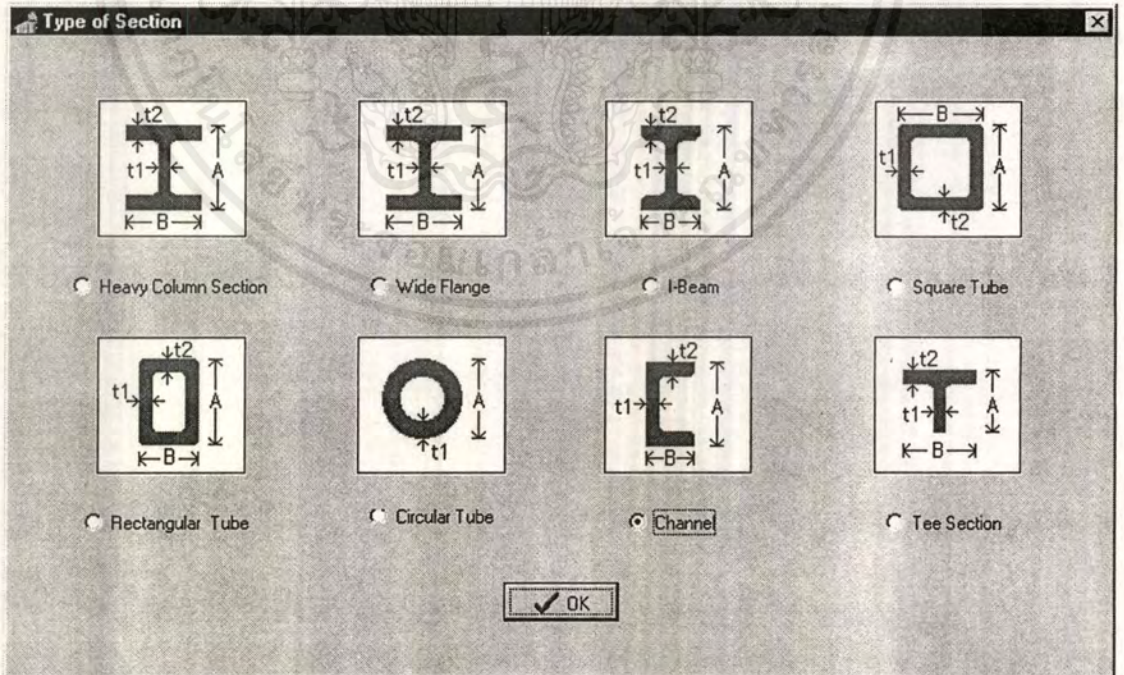 Type of Section
t2 t1 A B
t2 t1 A B
t2 t1 A B
B t1 A t2
Heavy Column Section
Wide Flange
I-Beam
Square Tube
t2 t1 A B
A t1
t2 t1 A B
t2 t1 A B
Rectangular Tube
Circular Tube
Channel
Tee Section
OK